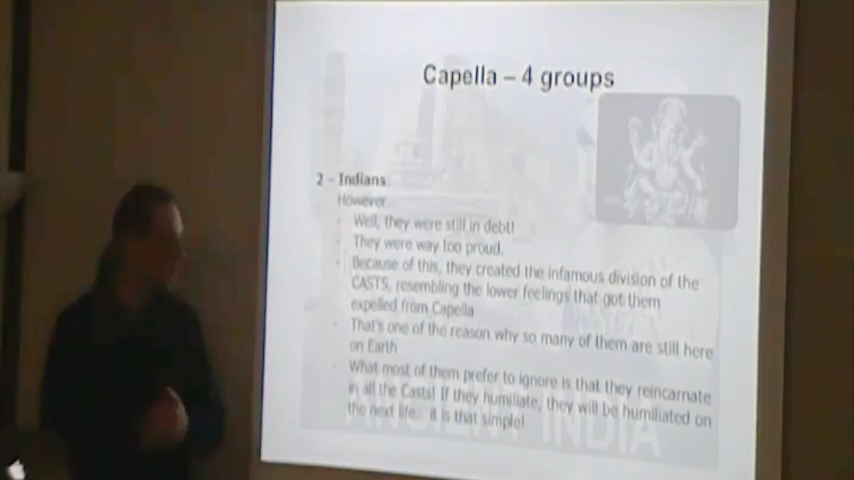 Capella – 4 groups
2 – Indians
However...
- Well, they were still in debt!
- They were way too proud.
- Because of this, they created the infamous division of the
CASTS, resembling the lower feelings that got them
expelled from Capella
- That's one of the reason why so many of them are still here
on Earth
- What most of them prefer to ignore is that they reincarnate
in all the Casts! If they humiliate, they will be humiliated on
the next life... it is that simple!
ANCIENT INDIA